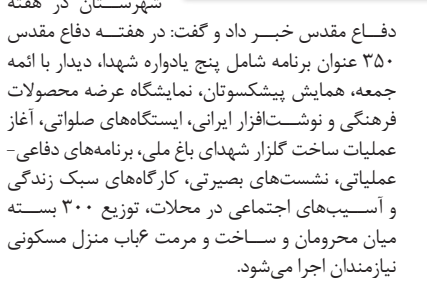 شهرستان در هفته
دفاع مقدس خبر داد و گفت: در هفته دفاع مقدس
۳۵۰ عنوان برنامه شامل پنج یادواره شهدا، دیدار با ائمه
جمعه، همایش پیشکسوتان، نمایشگاه عرضه محصولات
فرهنگی و نوشت‌افزار ایرانی، ایستگاه‌های صلواتی، آغاز
عملیات ساخت گلزار شهدای باغ ملی، برنامه‌های دفاعی-
عملیاتی، نشست‌های بصیرتی، کارگاه‌های سبک زندگی
و آسیب‌های اجتماعی در محلات، توزیع ۳۰۰ بسته
میان محرومان و ساخت و مرمت ۶باب منزل مسکونی
نیازمندان اجرا می‌شود.